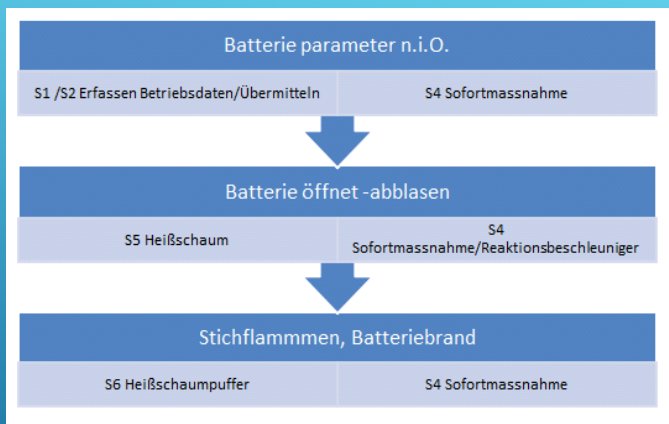 Batterie parameter n.i.O.
S1 /S2 Erfassen Betriebsdaten/Übermitteln
S4 Sofortmassnahme
Batterie öffnet -abblasen
S5 Heißschaum
S4
Sofortmassnahme/Reaktionsbeschleuniger
Stichflammmen, Batteriebrand
S6 Heißschaumpuffer
S4 Sofortmassnahme